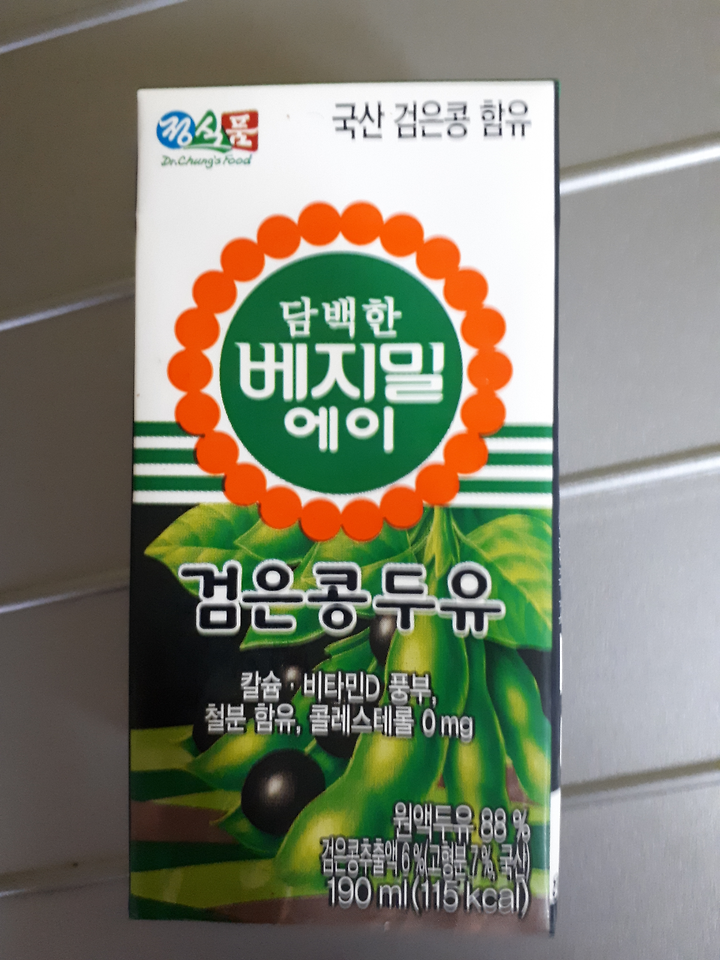 정식품
Dr.Chung's Food
국산 검은콩 함유
담백한
베지밀
에이
검은콩두유
칼슘·비타민D 풍부,
철분 함유, 콜레스테롤 0mg
원액두유 88 %
검은콩추출액 6 %(고형분 7 %, 국산)
190 ml(115 kcal)